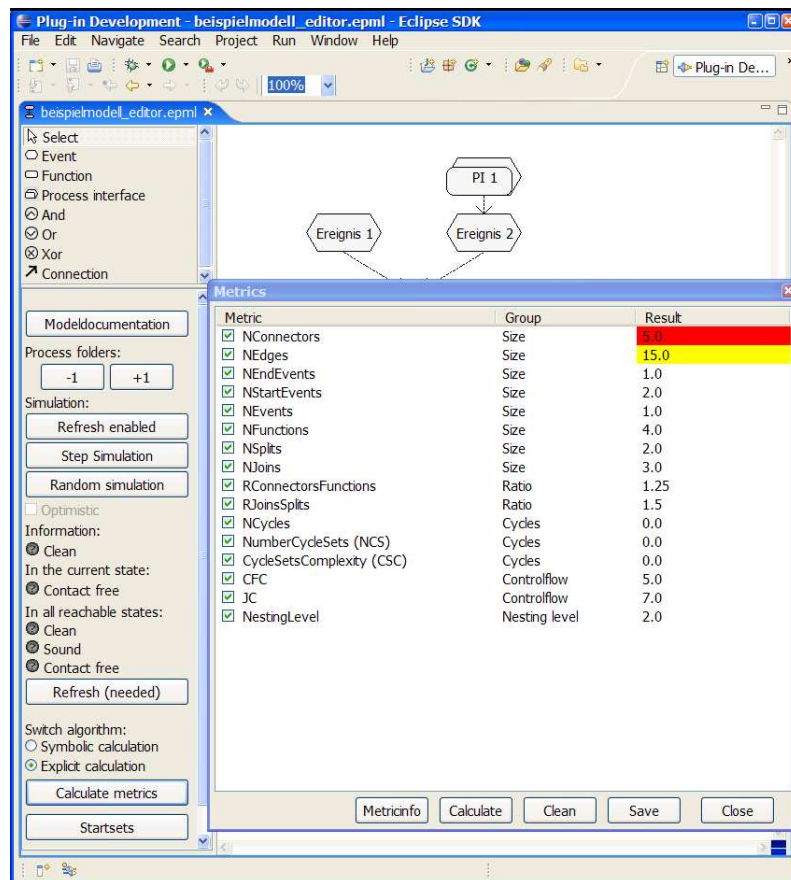 Plug-in Development - beispielmodell_editor.epml - Eclipse SDK
File Edit Navigate Search Project Run Window Help
100%
Plug-in De...
beispielmodell_editor.epml
Select
Event
Function
Process interface
And
Or
Xor
Connection
PI 1
Ereignis 1
Ereignis 2
Modeldocumentation
Process folders:
-1 +1
Simulation:
Refresh enabled
Step Simulation
Random simulation
Optimistic
Information:
Clean
In the current state:
Contact free
In all reachable states:
Clean
Sound
Contact free
Refresh (needed)
Switch algorithm:
Symbolic calculation
Explicit calculation
Calculate metrics
Startsets
Metrics
Metric Group Result
NConnectors Size 5.0
NEdges Size 15.0
NEndEvents Size 1.0
NStartEvents Size 2.0
NEvents Size 1.0
NFunctions Size 4.0
NSplits Size 2.0
NJoins Size 3.0
RConnectorsFunctions Ratio 1.25
RJoinsSplits Ratio 1.5
NCycles Cycles 0.0
NumberCycleSets (NCS) Cycles 0.0
CycleSetsComplexity (CSC) Cycles 0.0
CFC Controlflow 5.0
JC Controlflow 7.0
NestingLevel Nesting level 2.0
Metricinfo Calculate Clean Save Close